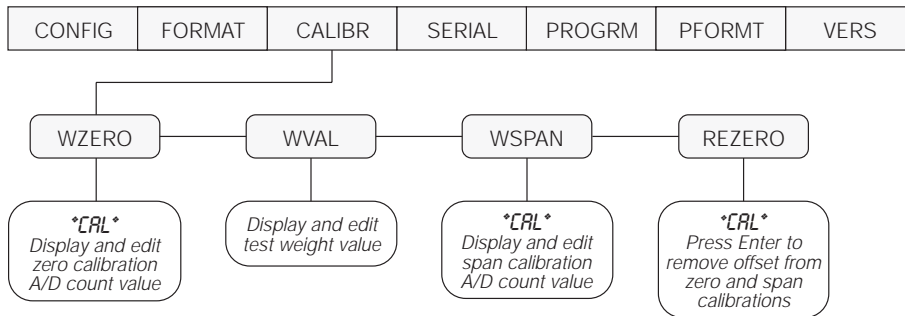 CONFIG FORMAT CALIBR SERIAL PROGRM PFORMT VERS
WZERO WVAL WSPAN REZERO
*CAL*
Display and edit
zero calibration
A/D count value
Display and edit
test weight value
*CAL*
Display and edit
span calibration
A/D count value
*CAL*
Press Enter to
remove offset from
zero and span
calibrations